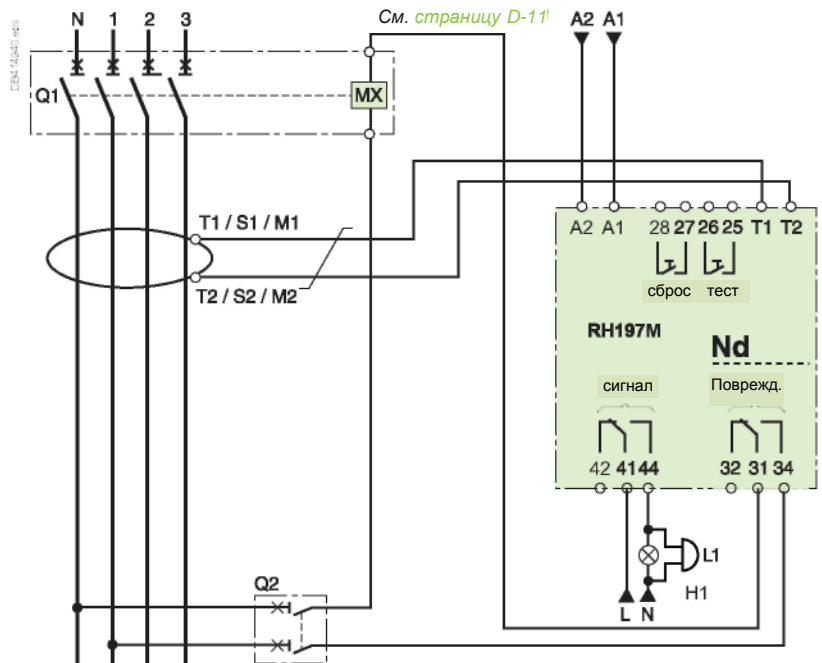 См. страницу D-11
A2 A1
N 1 2 3
DB414940.eps
Q1
MX
T1 / S1 / M1
T2 / S2 / M2
A2 A1 28 27 26 25 T1 T2
сброс тест
RH197M
Nd
сигнал Поврежд.
42 41 44 32 31 34
L1
H1
L N
Q2